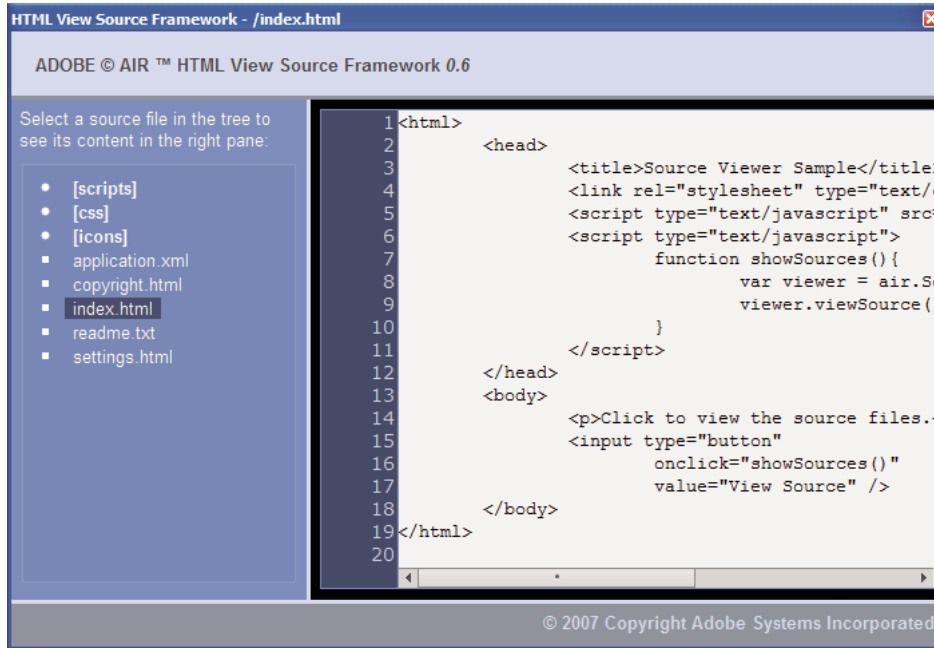 HTML View Source Framework - /index.html
ADOBE © AIR ™ HTML View Source Framework 0.6
Select a source file in the tree to
see its content in the right pane:
[scripts]
[css]
[icons]
application.xml
copyright.html
index.html
readme.txt
settings.html
1 <html>
2 <head>
3 <title>Source Viewer Sample</title
4 <link rel="stylesheet" type="text/
5 <script type="text/javascript" src
6 <script type="text/javascript">
7 function showSources(){
8 var viewer = air.S
9 viewer.viewSource(
10 }
11 </script>
12 </head>
13 <body>
14 <p>Click to view the source files.
15 <input type="button"
16 onclick="showSources()"
17 value="View Source" />
18 </body>
19 </html>
20
© 2007 Copyright Adobe Systems Incorporated